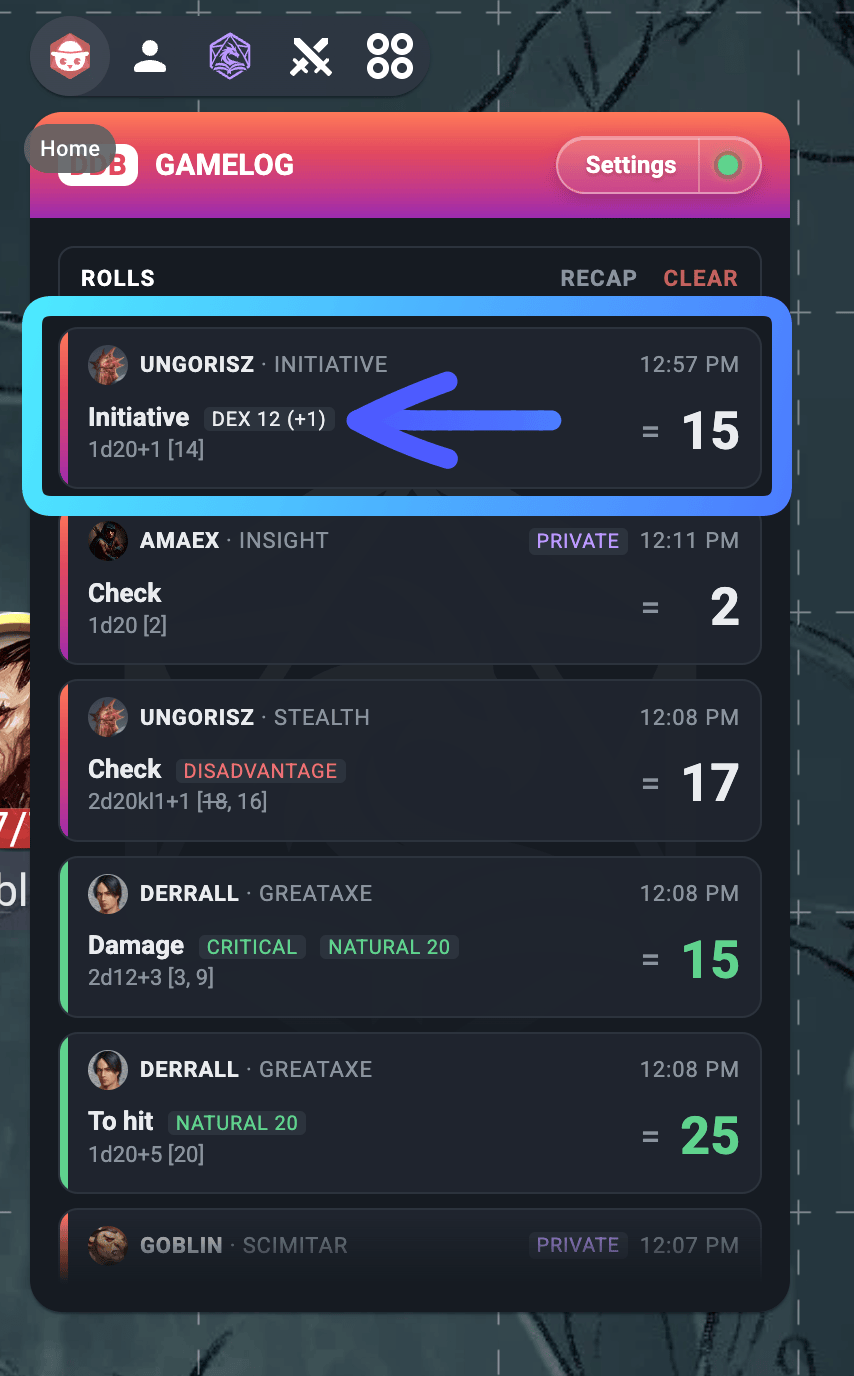 Home
DDB GAMELOG
Settings
ROLLS RECAP CLEAR
UNGORISZ · INITIATIVE 12:57 PM
Initiative DEX 12 (+1)
1d20+1 [14]
= 15
AMAEX · INSIGHT PRIVATE 12:11 PM
Check
1d20 [2]
= 2
UNGORISZ · STEALTH 12:08 PM
Check DISADVANTAGE
2d20kl1+1 [18, 16]
= 17
DERRALL · GREATAXE 12:08 PM
Damage CRITICAL NATURAL 20
2d12+3 [3, 9]
= 15
DERRALL · GREATAXE 12:08 PM
To hit NATURAL 20
1d20+5 [20]
= 25
GOBLIN · SCIMITAR PRIVATE 12:07 PM